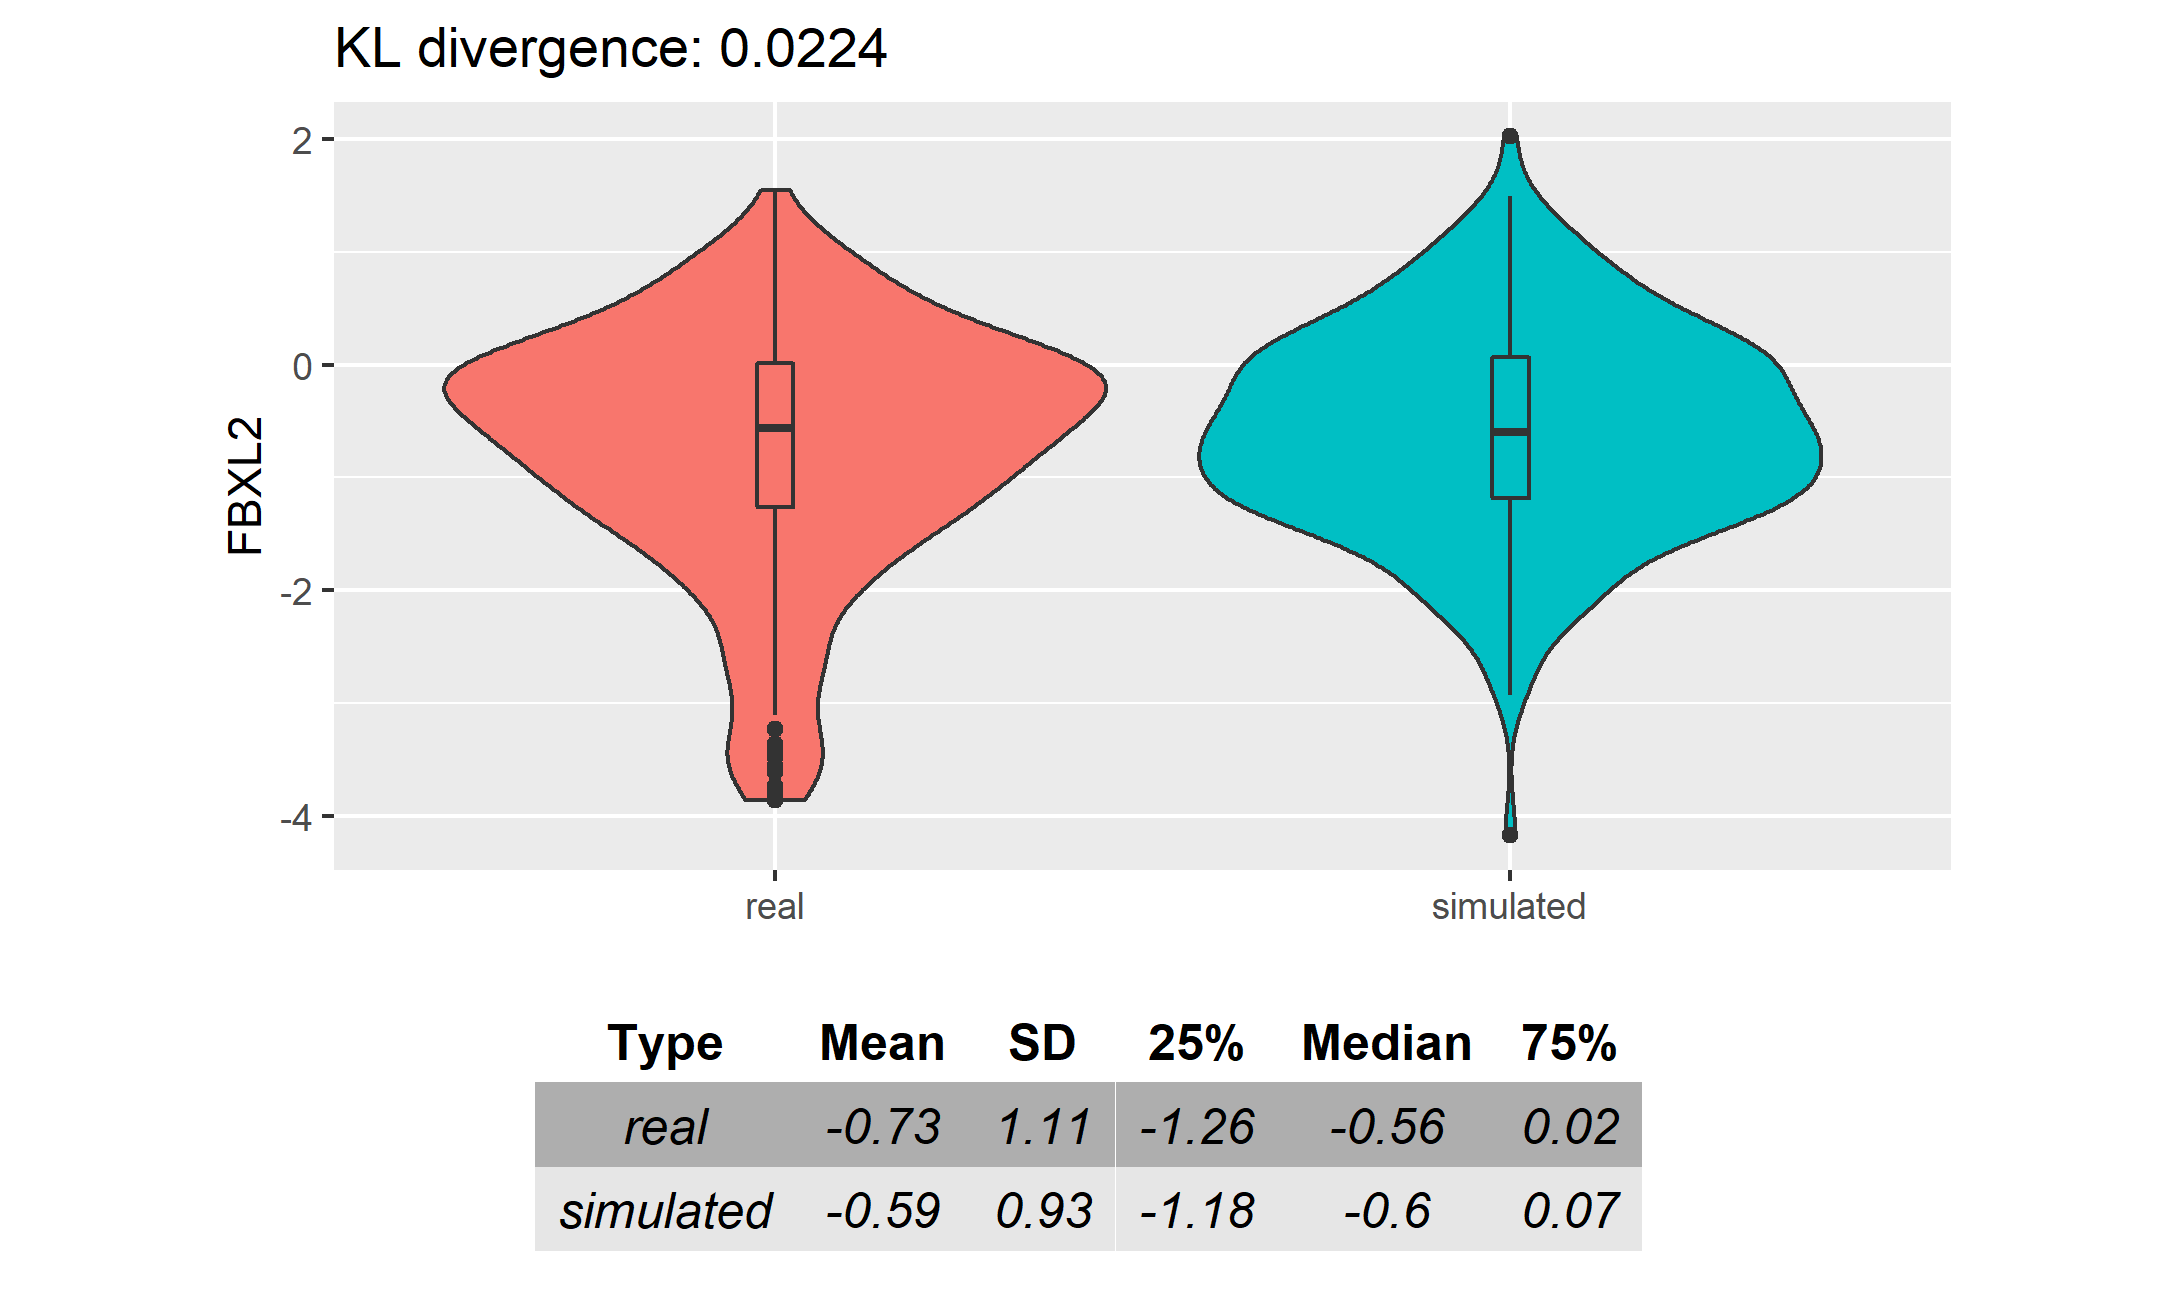 KL divergence: 0.0224
2
0
-2
-4
FBXL2
real simulated
Type Mean SD 25% Median 75%
real -0.73 1.11 -1.26 -0.56 0.02
simulated -0.59 0.93 -1.18 -0.6 0.07